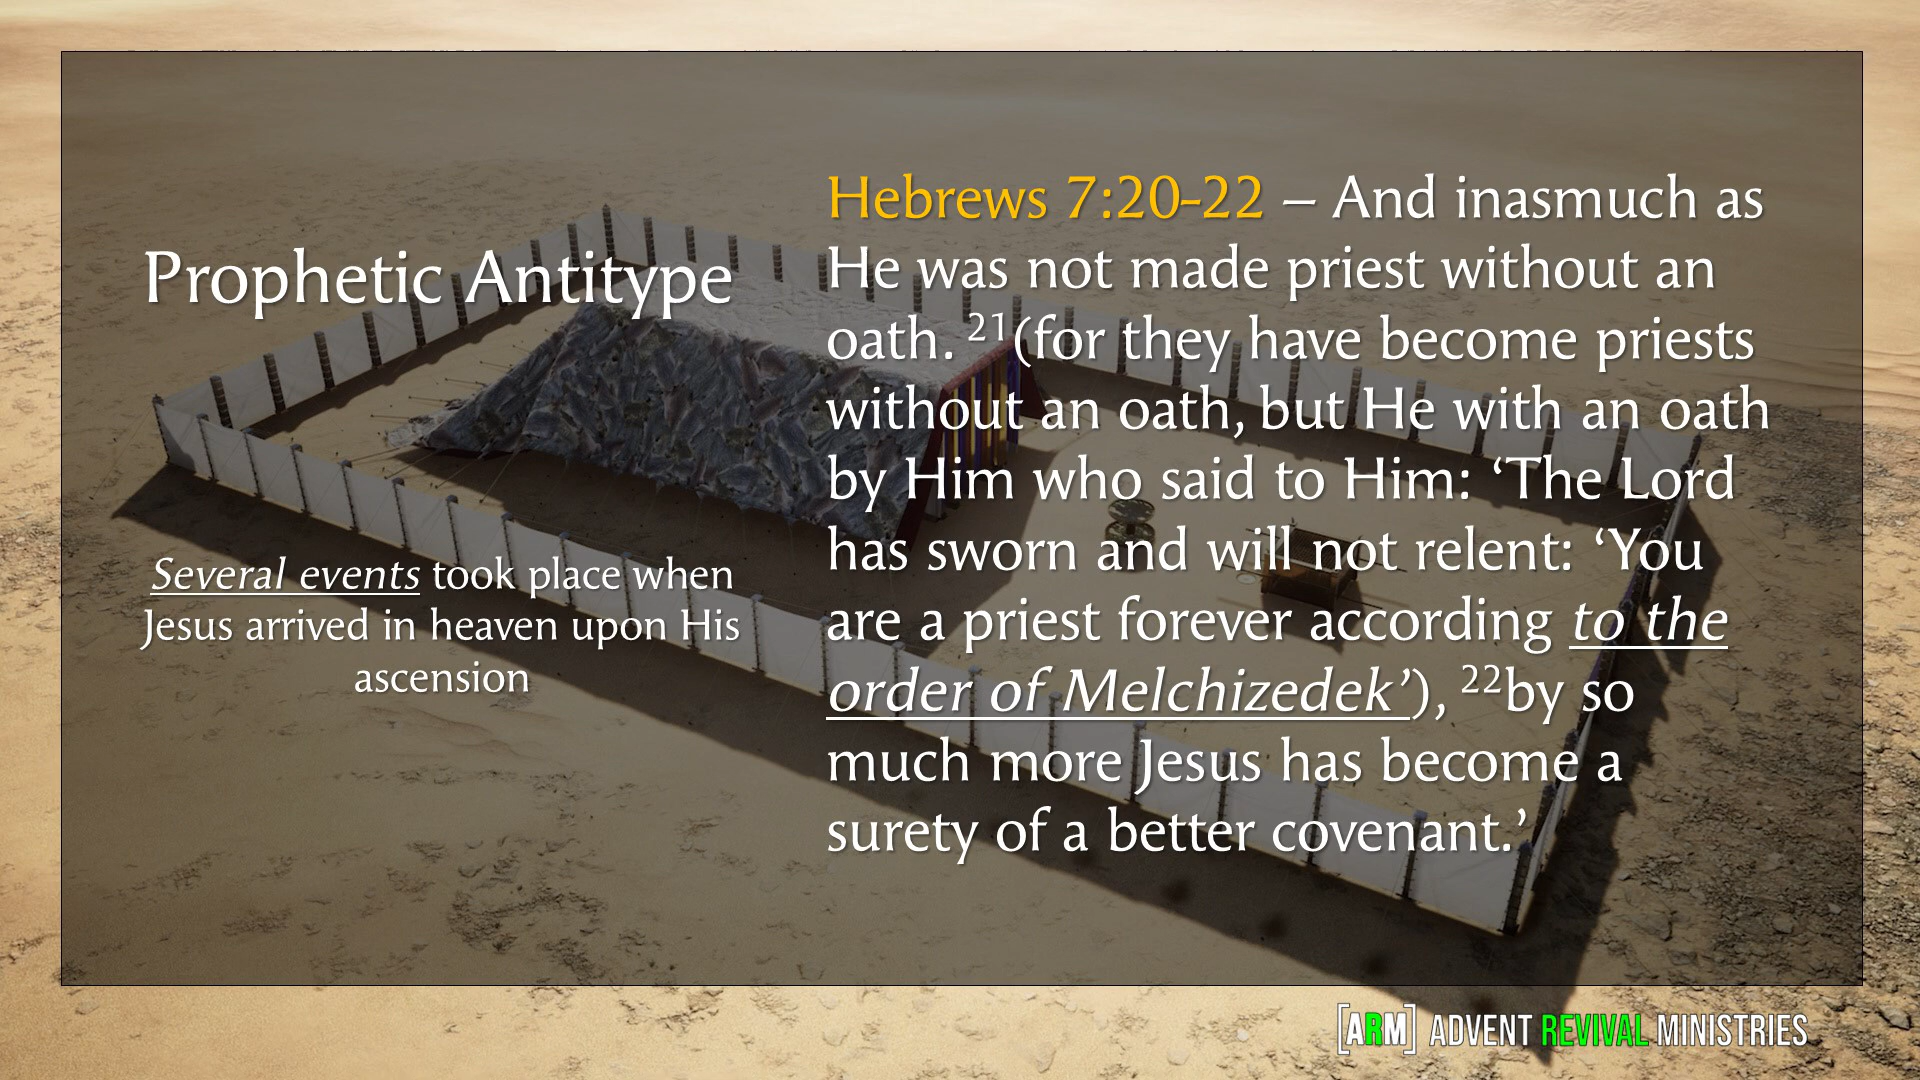 Prophetic Antitype
Several events took place when
Jesus arrived in heaven upon His
ascension
Hebrews 7:20-22 – And inasmuch as
He was not made priest without an
oath. 21(for they have become priests
without an oath, but He with an oath
by Him who said to Him: ‘The Lord
has sworn and will not relent: ‘You
are a priest forever according to the
order of Melchizedek’), 22by so
much more Jesus has become a
surety of a better covenant.’
[ARM] ADVENT REVIVAL MINISTRIES